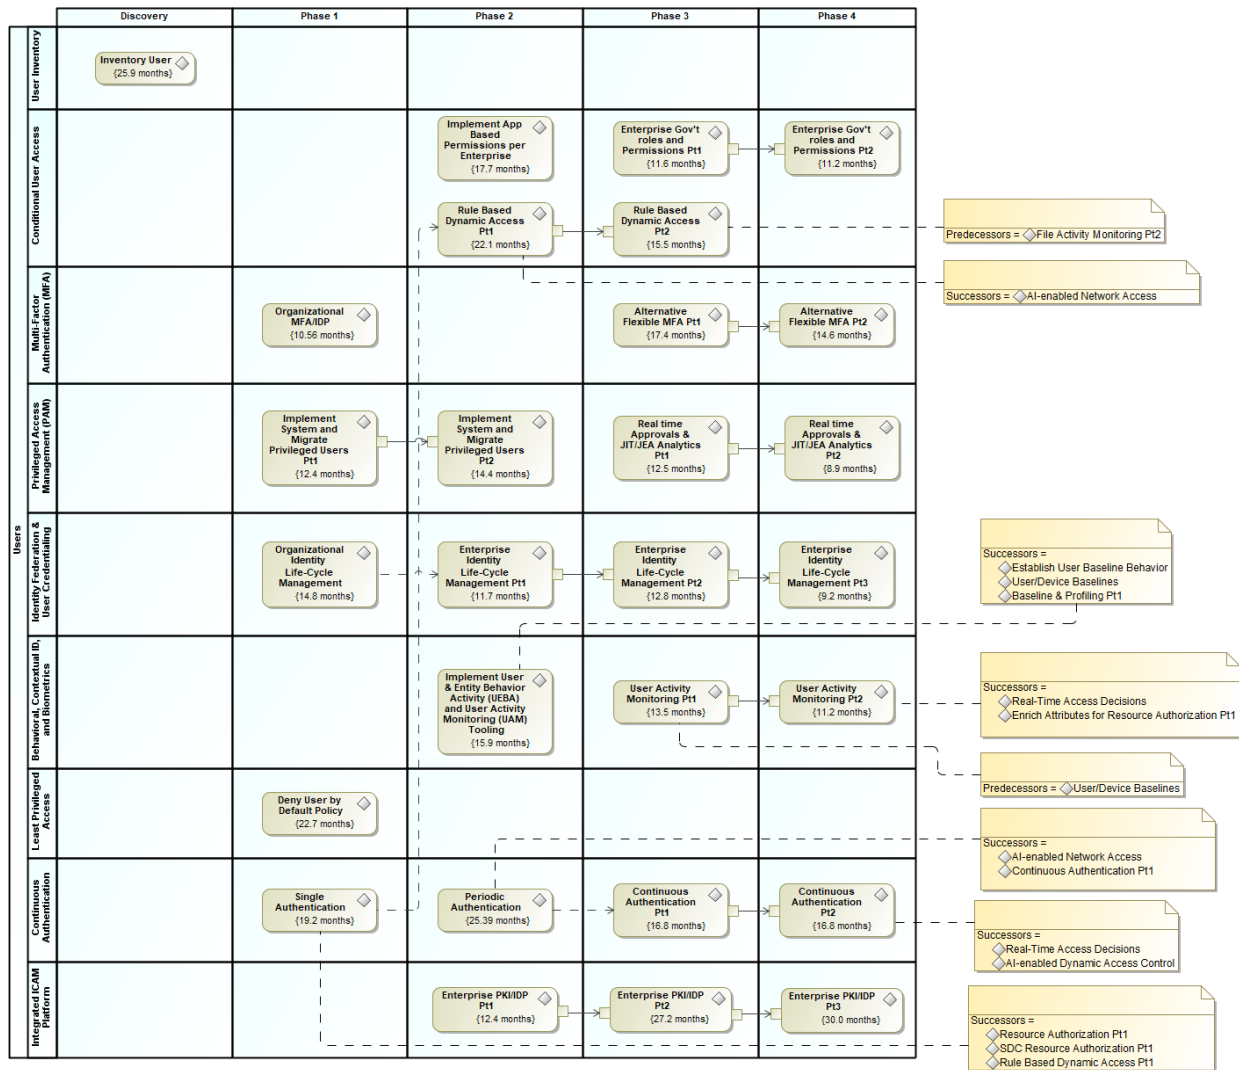 Discovery
Phase 1
Phase 2
Phase 3
Phase 4
Users
User Inventory
Inventory User
{25.9 months}
Conditional User Access
Implement App
Based
Permissions per
Enterprise
{17.7 months}
Enterprise Gov't
roles and
Permissions Pt1
{11.6 months}
Enterprise Gov't
roles and
Permissions Pt2
{11.2 months}
Rule Based
Dynamic Access
Pt1
{22.1 months}
Rule Based
Dynamic Access
Pt2
{15.5 months}
Predecessors = File Activity Monitoring Pt2
Successors = AI-enabled Network Access
Multi-Factor
Authentication (MFA)
Organizational
MFA/IDP
{10.56 months}
Alternative
Flexible MFA Pt1
{17.4 months}
Alternative
Flexible MFA Pt2
{14.6 months}
Privileged Access
Management (PAM)
Implement
System and
Migrate
Privileged Users
Pt1
{12.4 months}
Implement
System and
Migrate
Privileged Users
Pt2
{14.4 months}
Real time
Approvals &
JIT/JEA Analytics
Pt1
{12.5 months}
Real time
Approvals &
JIT/JEA Analytics
Pt2
{8.9 months}
Identity Federation &
User Credentialing
Organizational
Identity
Life-Cycle
Management
{14.8 months}
Enterprise
Identity
Life-Cycle
Management Pt1
{11.7 months}
Enterprise
Identity
Life-Cycle
Management Pt2
{12.8 months}
Enterprise
Identity
Life-Cycle
Management Pt3
{9.2 months}
Successors =
Establish User Baseline Behavior
User/Device Baselines
Baseline & Profiling Pt1
Behavioral, Contextual ID,
and Biometrics
Implement User
& Entity Behavior
Activity (UEBA)
and User Activity
Monitoring (UAM)
Tooling
{15.9 months}
User Activity
Monitoring Pt1
{13.5 months}
User Activity
Monitoring Pt2
{11.2 months}
Successors =
Real-Time Access Decisions
Enrich Attributes for Resource Authorization Pt1
Predecessors = User/Device Baselines
Least Privileged
Access
Deny User by
Default Policy
{22.7 months}
Successors =
AI-enabled Network Access
Continuous Authentication Pt1
Continuous
Authentication
Single
Authentication
{19.2 months}
Periodic
Authentication
{25.39 months}
Continuous
Authentication
Pt1
{16.8 months}
Continuous
Authentication
Pt2
{16.8 months}
Successors =
Real-Time Access Decisions
AI-enabled Dynamic Access Control
Integrated ICAM
Platform
Enterprise PKI/IDP
Pt1
{12.4 months}
Enterprise PKI/IDP
Pt2
{27.2 months}
Enterprise PKI/IDP
Pt3
{30.0 months}
Successors =
Resource Authorization Pt1
SDC Resource Authorization Pt1
Rule Based Dynamic Access Pt1